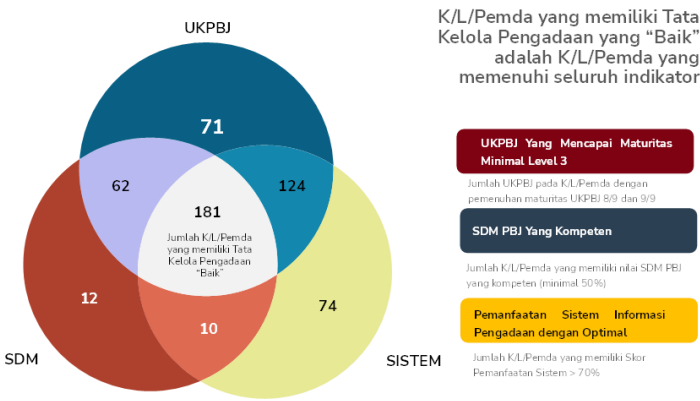 K/L/Pemda yang memiliki Tata
Kelola Pengadaan yang “Baik”
adalah K/L/Pemda yang
memenuhi seluruh indikator
UKPBJ
71
62
124
181
Jumlah K/L/Pemda
yang memiliki Tata
Kelola Pengadaan
“Baik”
12
10
74
SDM
SISTEM
UKPBJ Yang Mencapai Maturitas
Minimal Level 3
Jumlah UKPBJ pada K/L/Pemda dengan
pemenuhan maturitas UKPBJ 8/9 dan 9/9
SDM PBJ Yang Kompeten
Jumlah K/L/Pemda yang memiliki nilai SDM PBJ
yang kompeten (minimal 50%)
Pemanfaatan Sistem Informasi
Pengadaan dengan Optimal
Jumlah K/L/Pemda yang memiliki Skor
Pemanfaatan Sistem > 70%